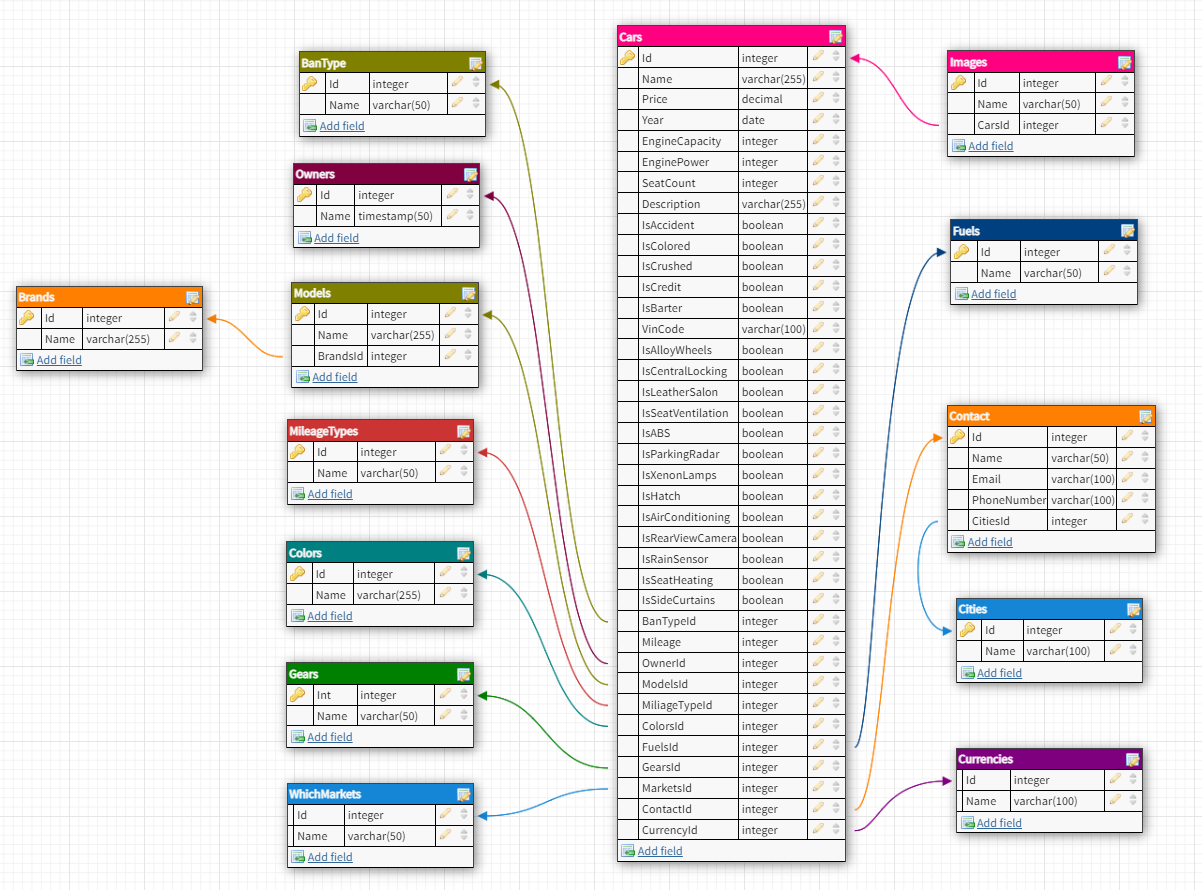 BanType
Id integer
Name varchar(50)
Add field
Owners
Id integer
Name timestamp(50)
Add field
Brands
Id integer
Name varchar(255)
Add field
Models
Id integer
Name varchar(255)
BrandsId integer
Add field
MileageTypes
Id integer
Name varchar(50)
Add field
Colors
Id integer
Name varchar(255)
Add field
Gears
Int integer
Name varchar(50)
Add field
WhichMarkets
Id integer
Name varchar(50)
Add field
Cars
Id integer
Name varchar(255)
Price decimal
Year date
EngineCapacity integer
EnginePower integer
SeatCount integer
Description varchar(255)
IsAccident boolean
IsColored boolean
IsCrushed boolean
IsCredit boolean
IsBarter boolean
VinCode varchar(100)
IsAlloyWheels boolean
IsCentralLocking boolean
IsLeatherSalon boolean
IsSeatVentilation boolean
IsABS boolean
IsParkingRadar boolean
IsXenonLamps boolean
IsHatch boolean
IsAirConditioning boolean
IsRearViewCamera boolean
IsRainSensor boolean
IsSeatHeating boolean
IsSideCurtains boolean
BanTypeId integer
Mileage integer
OwnerId integer
ModelsId integer
MiliageTypeId integer
ColorsId integer
FuelsId integer
GearsId integer
MarketsId integer
ContactId integer
CurrencyId integer
Add field
Images
Id integer
Name varchar(50)
CarsId integer
Add field
Fuels
Id integer
Name varchar(50)
Add field
Contact
Id integer
Name varchar(50)
Email varchar(100)
PhoneNumber varchar(100)
CitiesId integer
Add field
Cities
Id integer
Name varchar(100)
Add field
Currencies
Id integer
Name varchar(100)
Add field